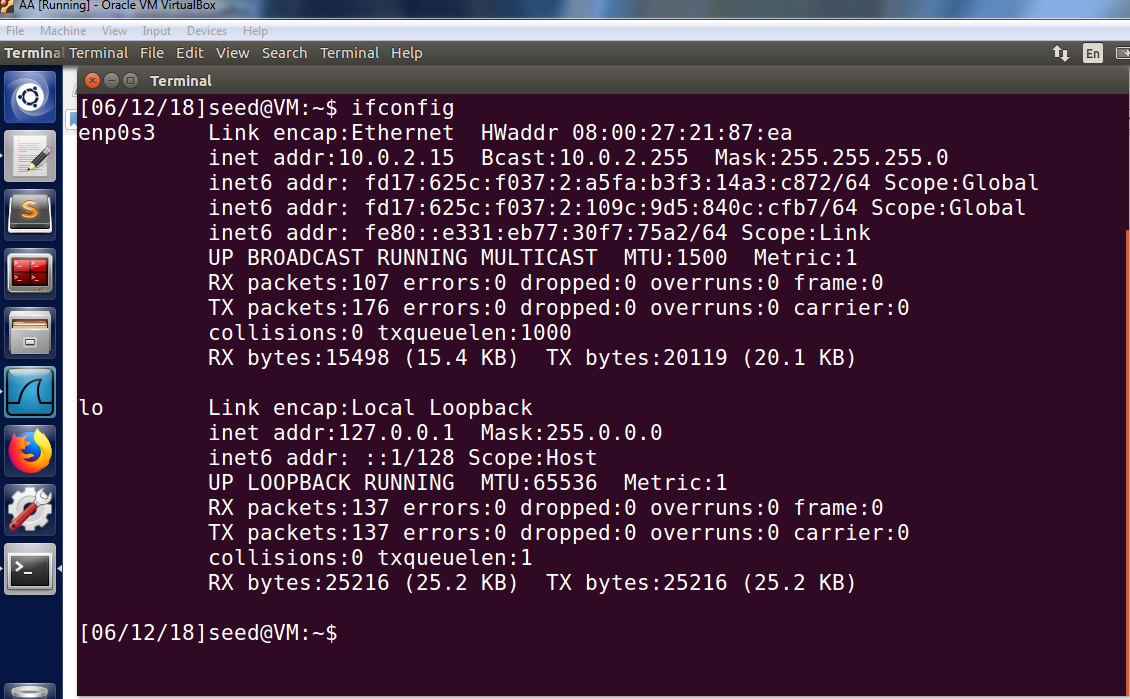 AA [Running] - Oracle VM VirtualBox
File Machine View Input Devices Help
Terminal Terminal File Edit View Search Terminal Help En
Terminal
[06/12/18]seed@VM:~$ ifconfig
enp0s3    Link encap:Ethernet  HWaddr 08:00:27:21:87:ea
          inet addr:10.0.2.15  Bcast:10.0.2.255  Mask:255.255.255.0
          inet6 addr: fd17:625c:f037:2:a5fa:b3f3:14a3:c872/64 Scope:Global
          inet6 addr: fd17:625c:f037:2:109c:9d5:840c:cfb7/64 Scope:Global
          inet6 addr: fe80::e331:eb77:30f7:75a2/64 Scope:Link
          UP BROADCAST RUNNING MULTICAST  MTU:1500  Metric:1
          RX packets:107 errors:0 dropped:0 overruns:0 frame:0
          TX packets:176 errors:0 dropped:0 overruns:0 carrier:0
          collisions:0 txqueuelen:1000
          RX bytes:15498 (15.4 KB)  TX bytes:20119 (20.1 KB)
lo        Link encap:Local Loopback
          inet addr:127.0.0.1  Mask:255.0.0.0
          inet6 addr: ::1/128 Scope:Host
          UP LOOPBACK RUNNING  MTU:65536  Metric:1
          RX packets:137 errors:0 dropped:0 overruns:0 frame:0
          TX packets:137 errors:0 dropped:0 overruns:0 carrier:0
          collisions:0 txqueuelen:1
          RX bytes:25216 (25.2 KB)  TX bytes:25216 (25.2 KB)
[06/12/18]seed@VM:~$